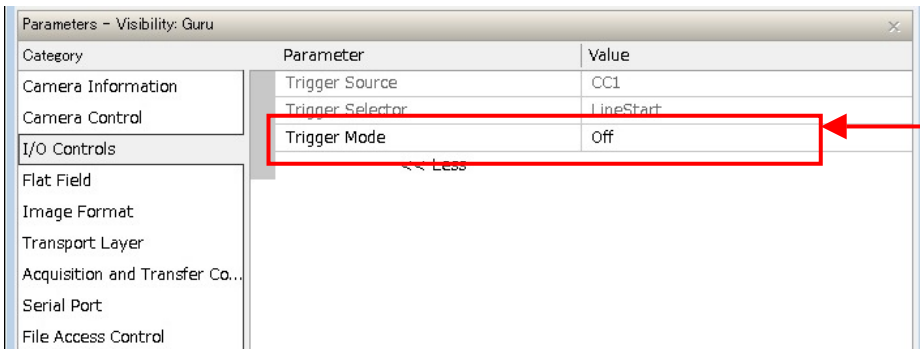 Parameters - Visibility: Guru
Category Parameter Value
Camera Information Trigger Source CC1
Camera Control Trigger Selector LineStart
I/O Controls Trigger Mode Off
<< Less
Flat Field
Image Format
Transport Layer
Acquisition and Transfer Co...
Serial Port
File Access Control